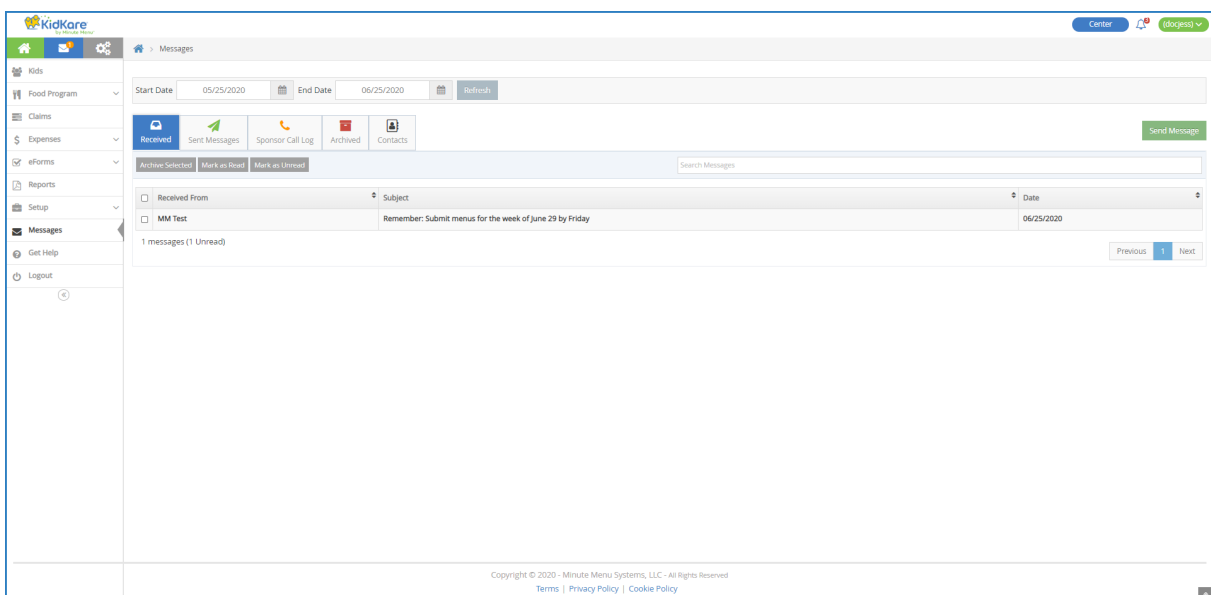 KidKare
by Minute Menu
Center
(docjess)
Messages
Kids
Food Program
Claims
Expenses
eForms
Reports
Setup
Messages
Get Help
Logout
Start Date 05/25/2020 End Date 06/25/2020 Refresh
Received Sent Messages Sponsor Call Log Archived Contacts
Send Message
Archive Selected Mark as Read Mark as Unread Search Messages
Received From Subject Date
MM Test Remember: Submit menus for the week of June 29 by Friday 06/25/2020
1 messages (1 Unread)
Previous 1 Next
Copyright © 2020 - Minute Menu Systems, LLC - All Rights Reserved
Terms | Privacy Policy | Cookie Policy